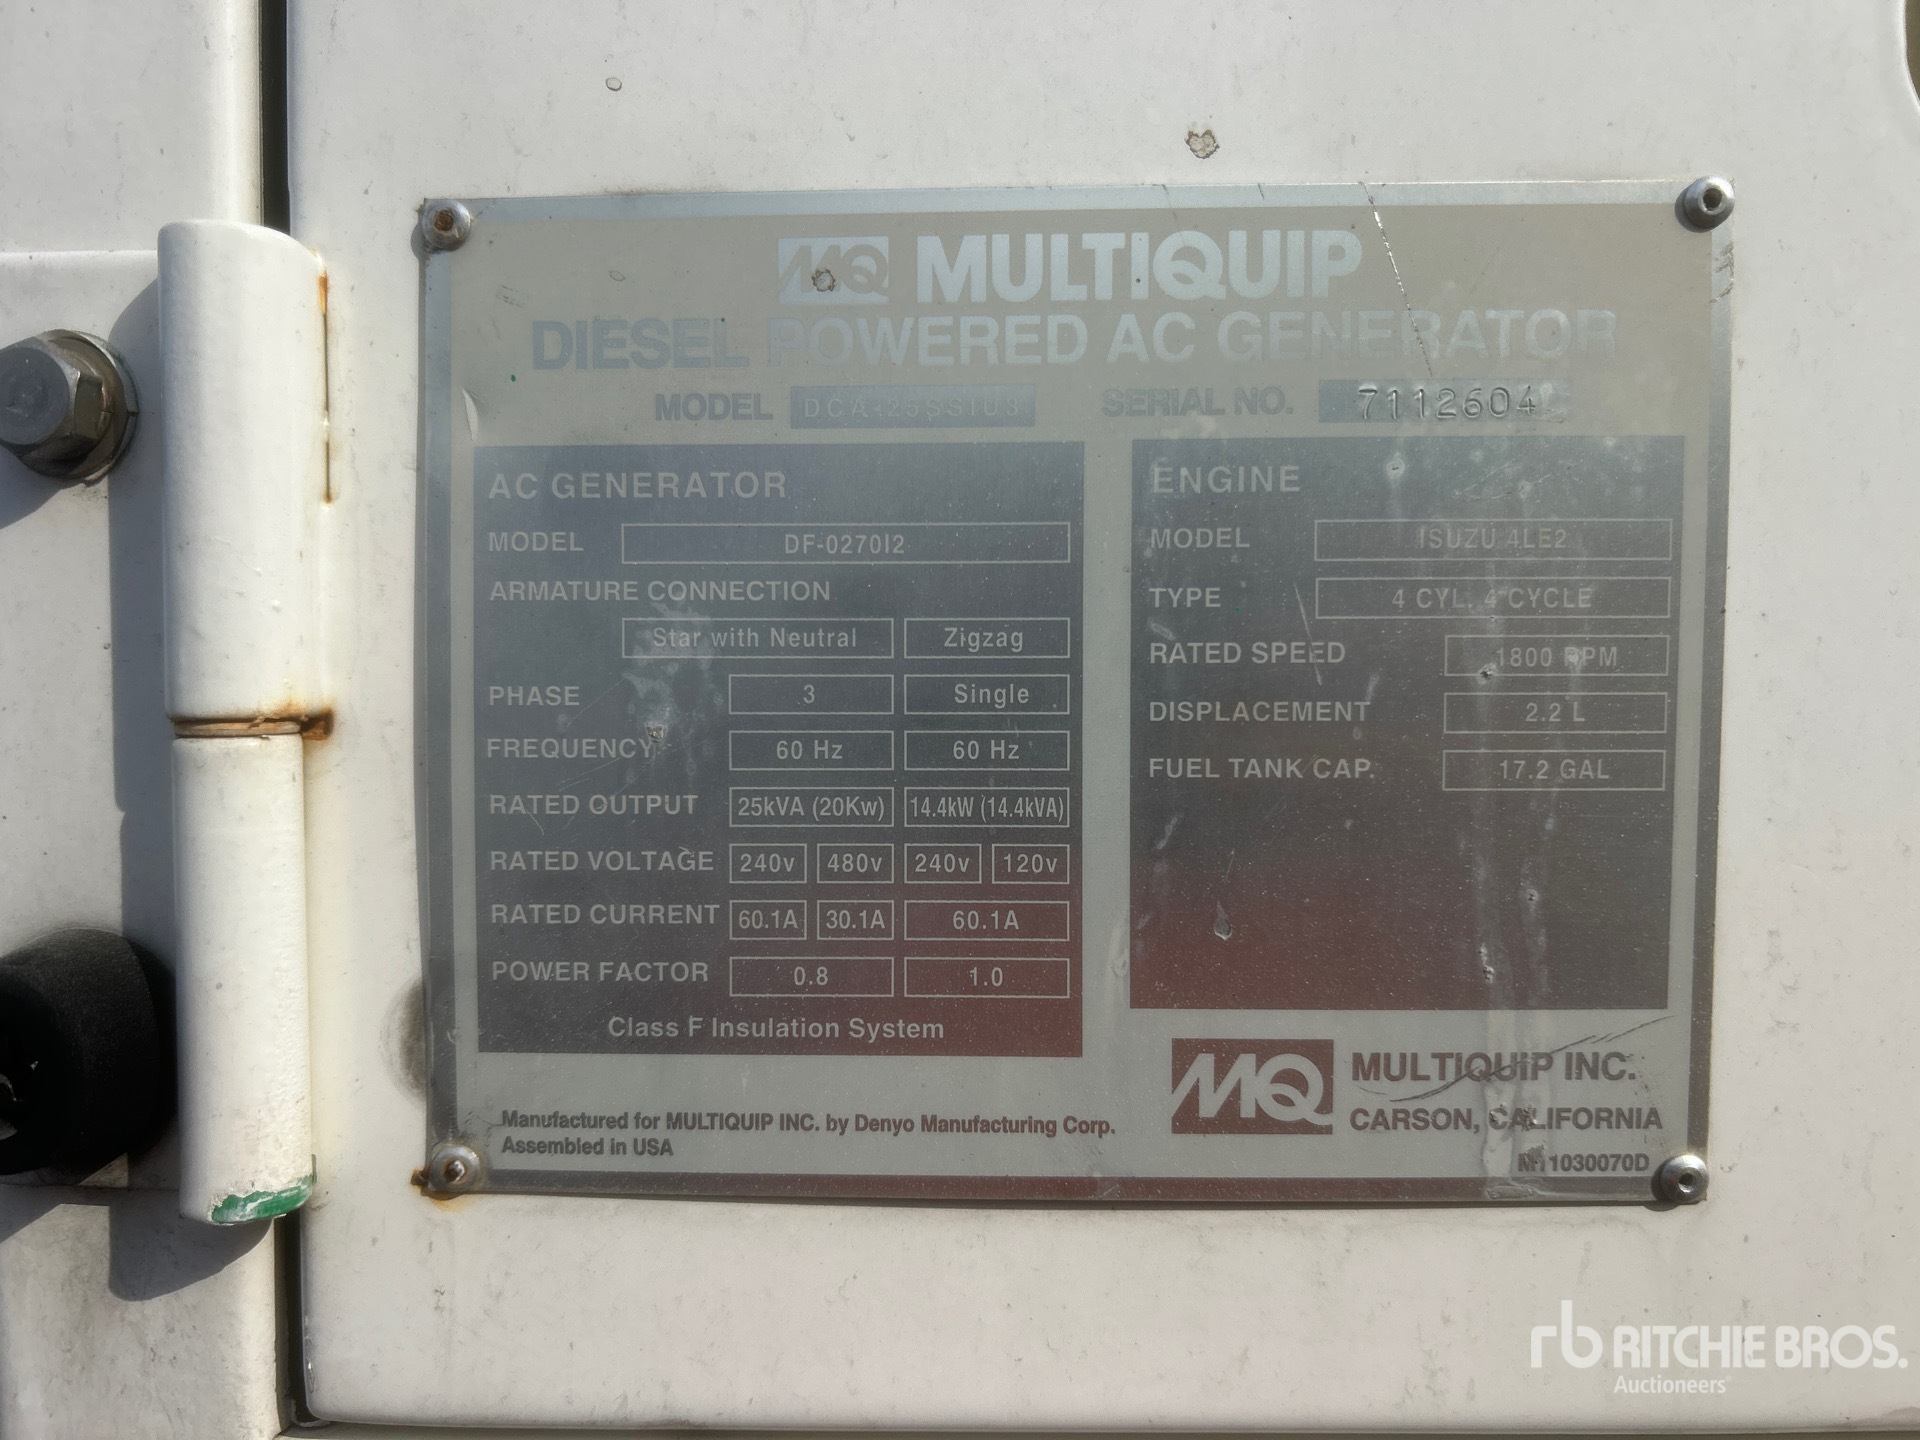 MQ MULTIQUIP
DIESEL POWERED AC GENERATOR
MODEL DCA-25SSIU3 SERIAL NO. 7112604
AC GENERATOR
MODEL DF-0270I2
ARMATURE CONNECTION
Star with Neutral Zigzag
PHASE 3 Single
FREQUENCY 60 Hz 60 Hz
RATED OUTPUT 25kVA (20Kw) 14.4kW (14.4kVA)
RATED VOLTAGE 240v 480v 240v 120v
RATED CURRENT 60.1A 30.1A 60.1A
POWER FACTOR 0.8 1.0
Class F Insulation System
ENGINE
MODEL ISUZU 4LE2
TYPE 4 CYL. 4 CYCLE
RATED SPEED 1800 RPM
DISPLACEMENT 2.2 L
FUEL TANK CAP. 17.2 GAL
Manufactured for MULTIQUIP INC. by Denyo Manufacturing Corp.
Assembled in USA
MQ MULTIQUIP INC.
CARSON, CALIFORNIA
M11030070D
rb RITCHIE BROS.
Auctioneers